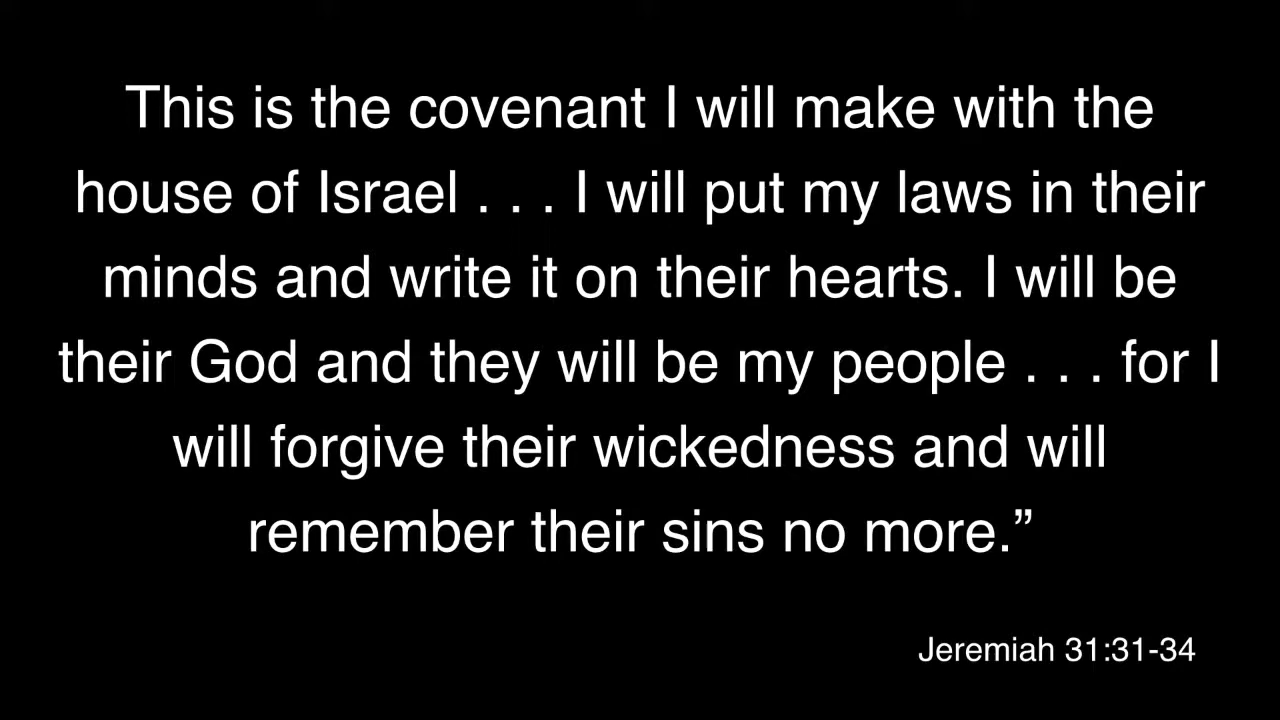 This is the covenant I will make with the
house of Israel . . . I will put my laws in their
minds and write it on their hearts. I will be
their God and they will be my people . . . for I
will forgive their wickedness and will
remember their sins no more.”
Jeremiah 31:31-34